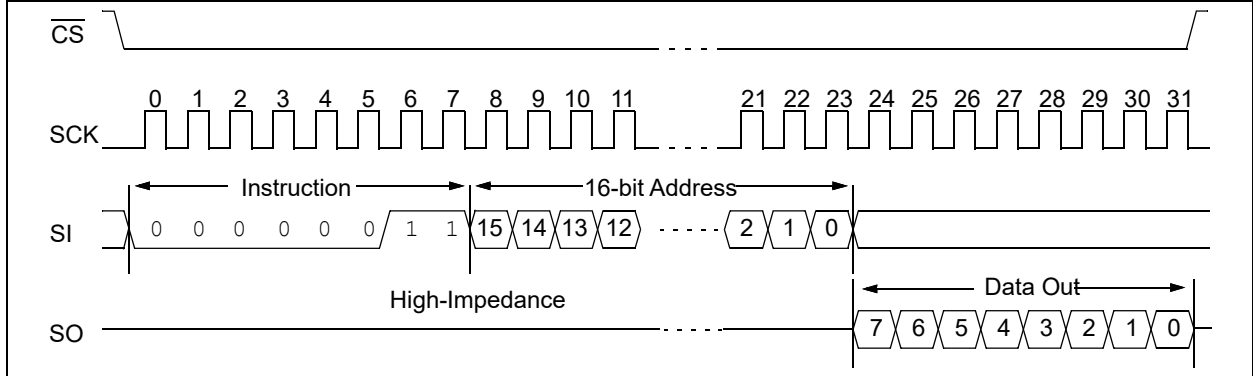 CS
0 1 2 3 4 5 6 7 8 9 10 11 21 22 23 24 25 26 27 28 29 30 31
SCK
Instruction 16-bit Address
SI 0 0 0 0 0 0 1 1 15 14 13 12 2 1 0
Data Out
High-Impedance
SO 7 6 5 4 3 2 1 0